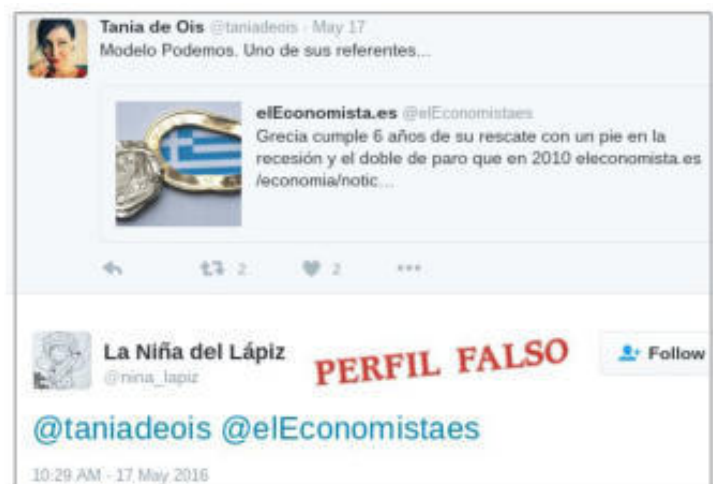 Tania de Ois @taniadeois · May 17
Modelo Podemos. Uno de sus referentes...
elEconomista.es @elEconomistaes
Grecia cumple 6 años de su rescate con un pie en la
recesión y el doble de paro que en 2010 eleconomista.es
/economia/notic...
2 2
La Niña del Lápiz
@nina_lapiz
PERFIL FALSO
Follow
@taniadeois @elEconomistaes
10:29 AM - 17 May 2016